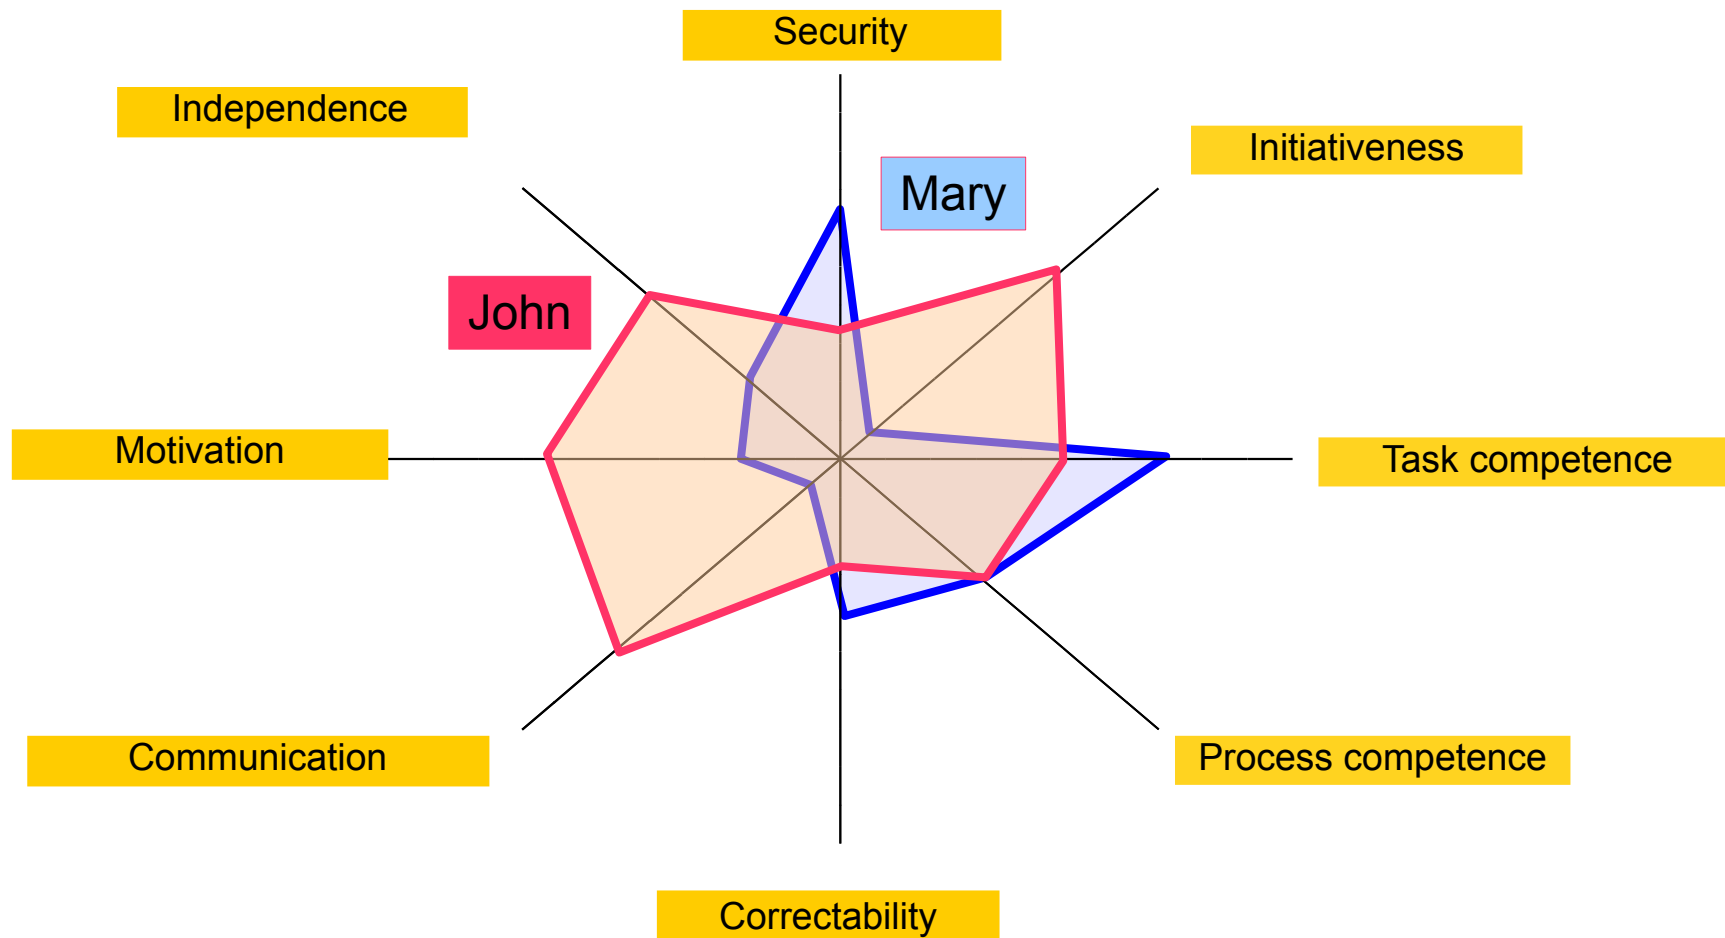 Security
Independence
Initiativeness
Mary
John
Motivation
Task competence
Communication
Process competence
Correctability